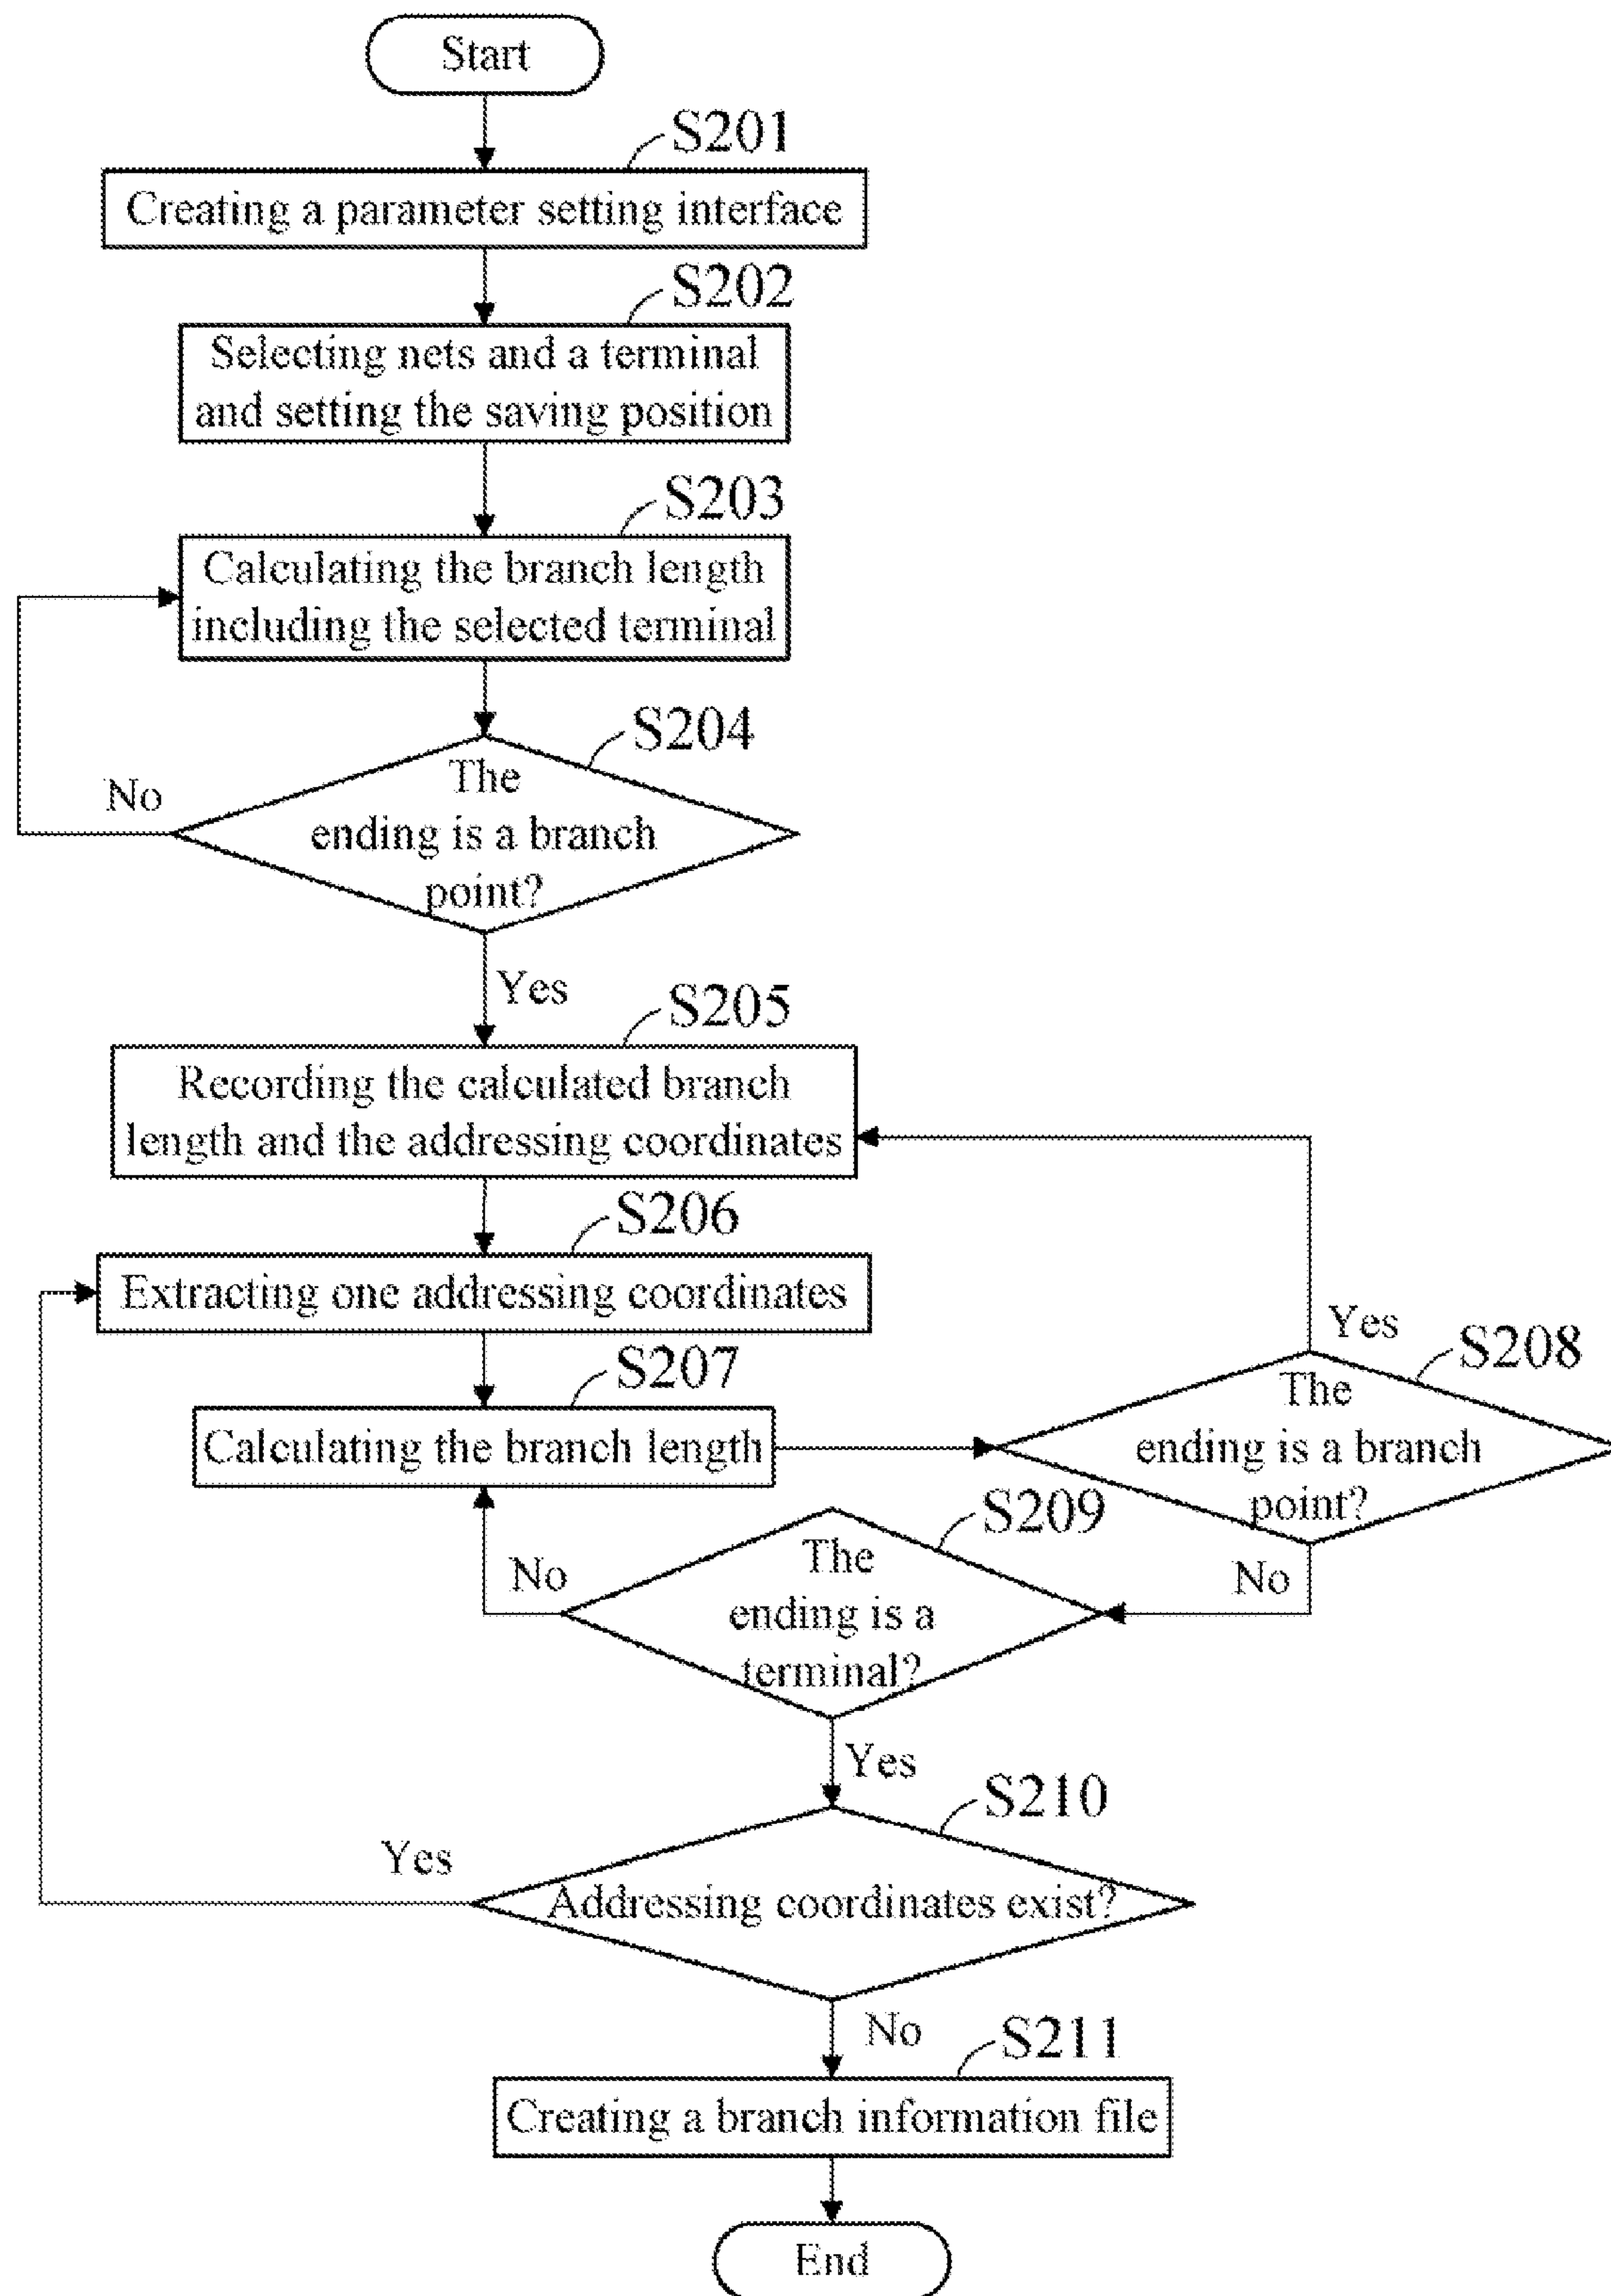 Start
S201
Creating a parameter setting interface
S202
Selecting nets and a terminal
and setting the saving position
S203
Calculating the branch length
including the selected terminal
S204
The
ending is a branch
point?
No
Yes
S205
Recording the calculated branch
length and the addressing coordinates
S206
Extracting one addressing coordinates
S207
Calculating the branch length
Yes
S208
The
ending is a branch
point?
No
S209
The
ending is a
terminal?
No
Yes
S210
Addressing coordinates exist?
Yes
No
S211
Creating a branch information file
End